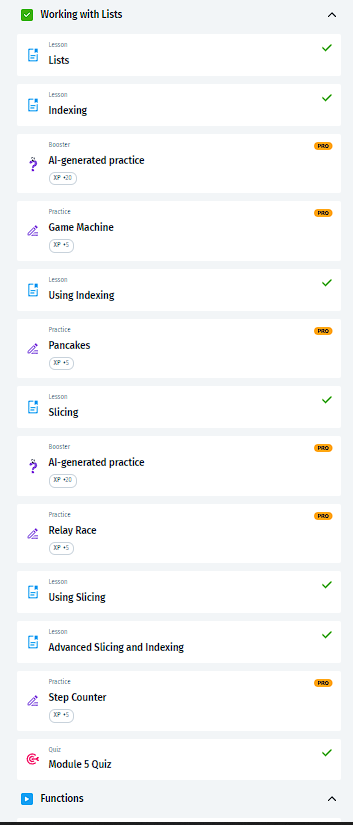 Working with Lists
Lesson
Lists
Lesson
Indexing
Booster
PRO
AI-generated practice
XP +20
Practice
PRO
Game Machine
XP +5
Lesson
Using Indexing
Practice
PRO
Pancakes
XP +5
Lesson
Slicing
Booster
PRO
AI-generated practice
XP +20
Practice
PRO
Relay Race
XP +5
Lesson
Using Slicing
Lesson
Advanced Slicing and Indexing
Practice
PRO
Step Counter
XP +5
Quiz
Module 5 Quiz
Functions